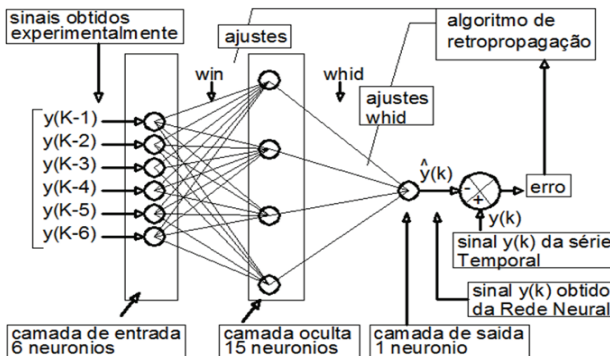 sinais obtidos
experimentalmente
ajustes
algoritmo de
retropropagação
win
whid
ajustes
whid
y(K-1)
y(K-2)
y(K-3)
y(K-4)
y(K-5)
y(K-6)
ŷ(k)
-
+
erro
y(k)
sinal y(k) da série
Temporal
sinal y(k) obtido
da Rede Neural
camada de entrada
6 neuronios
camada oculta
15 neuronios
camada de saída
1 neuronio